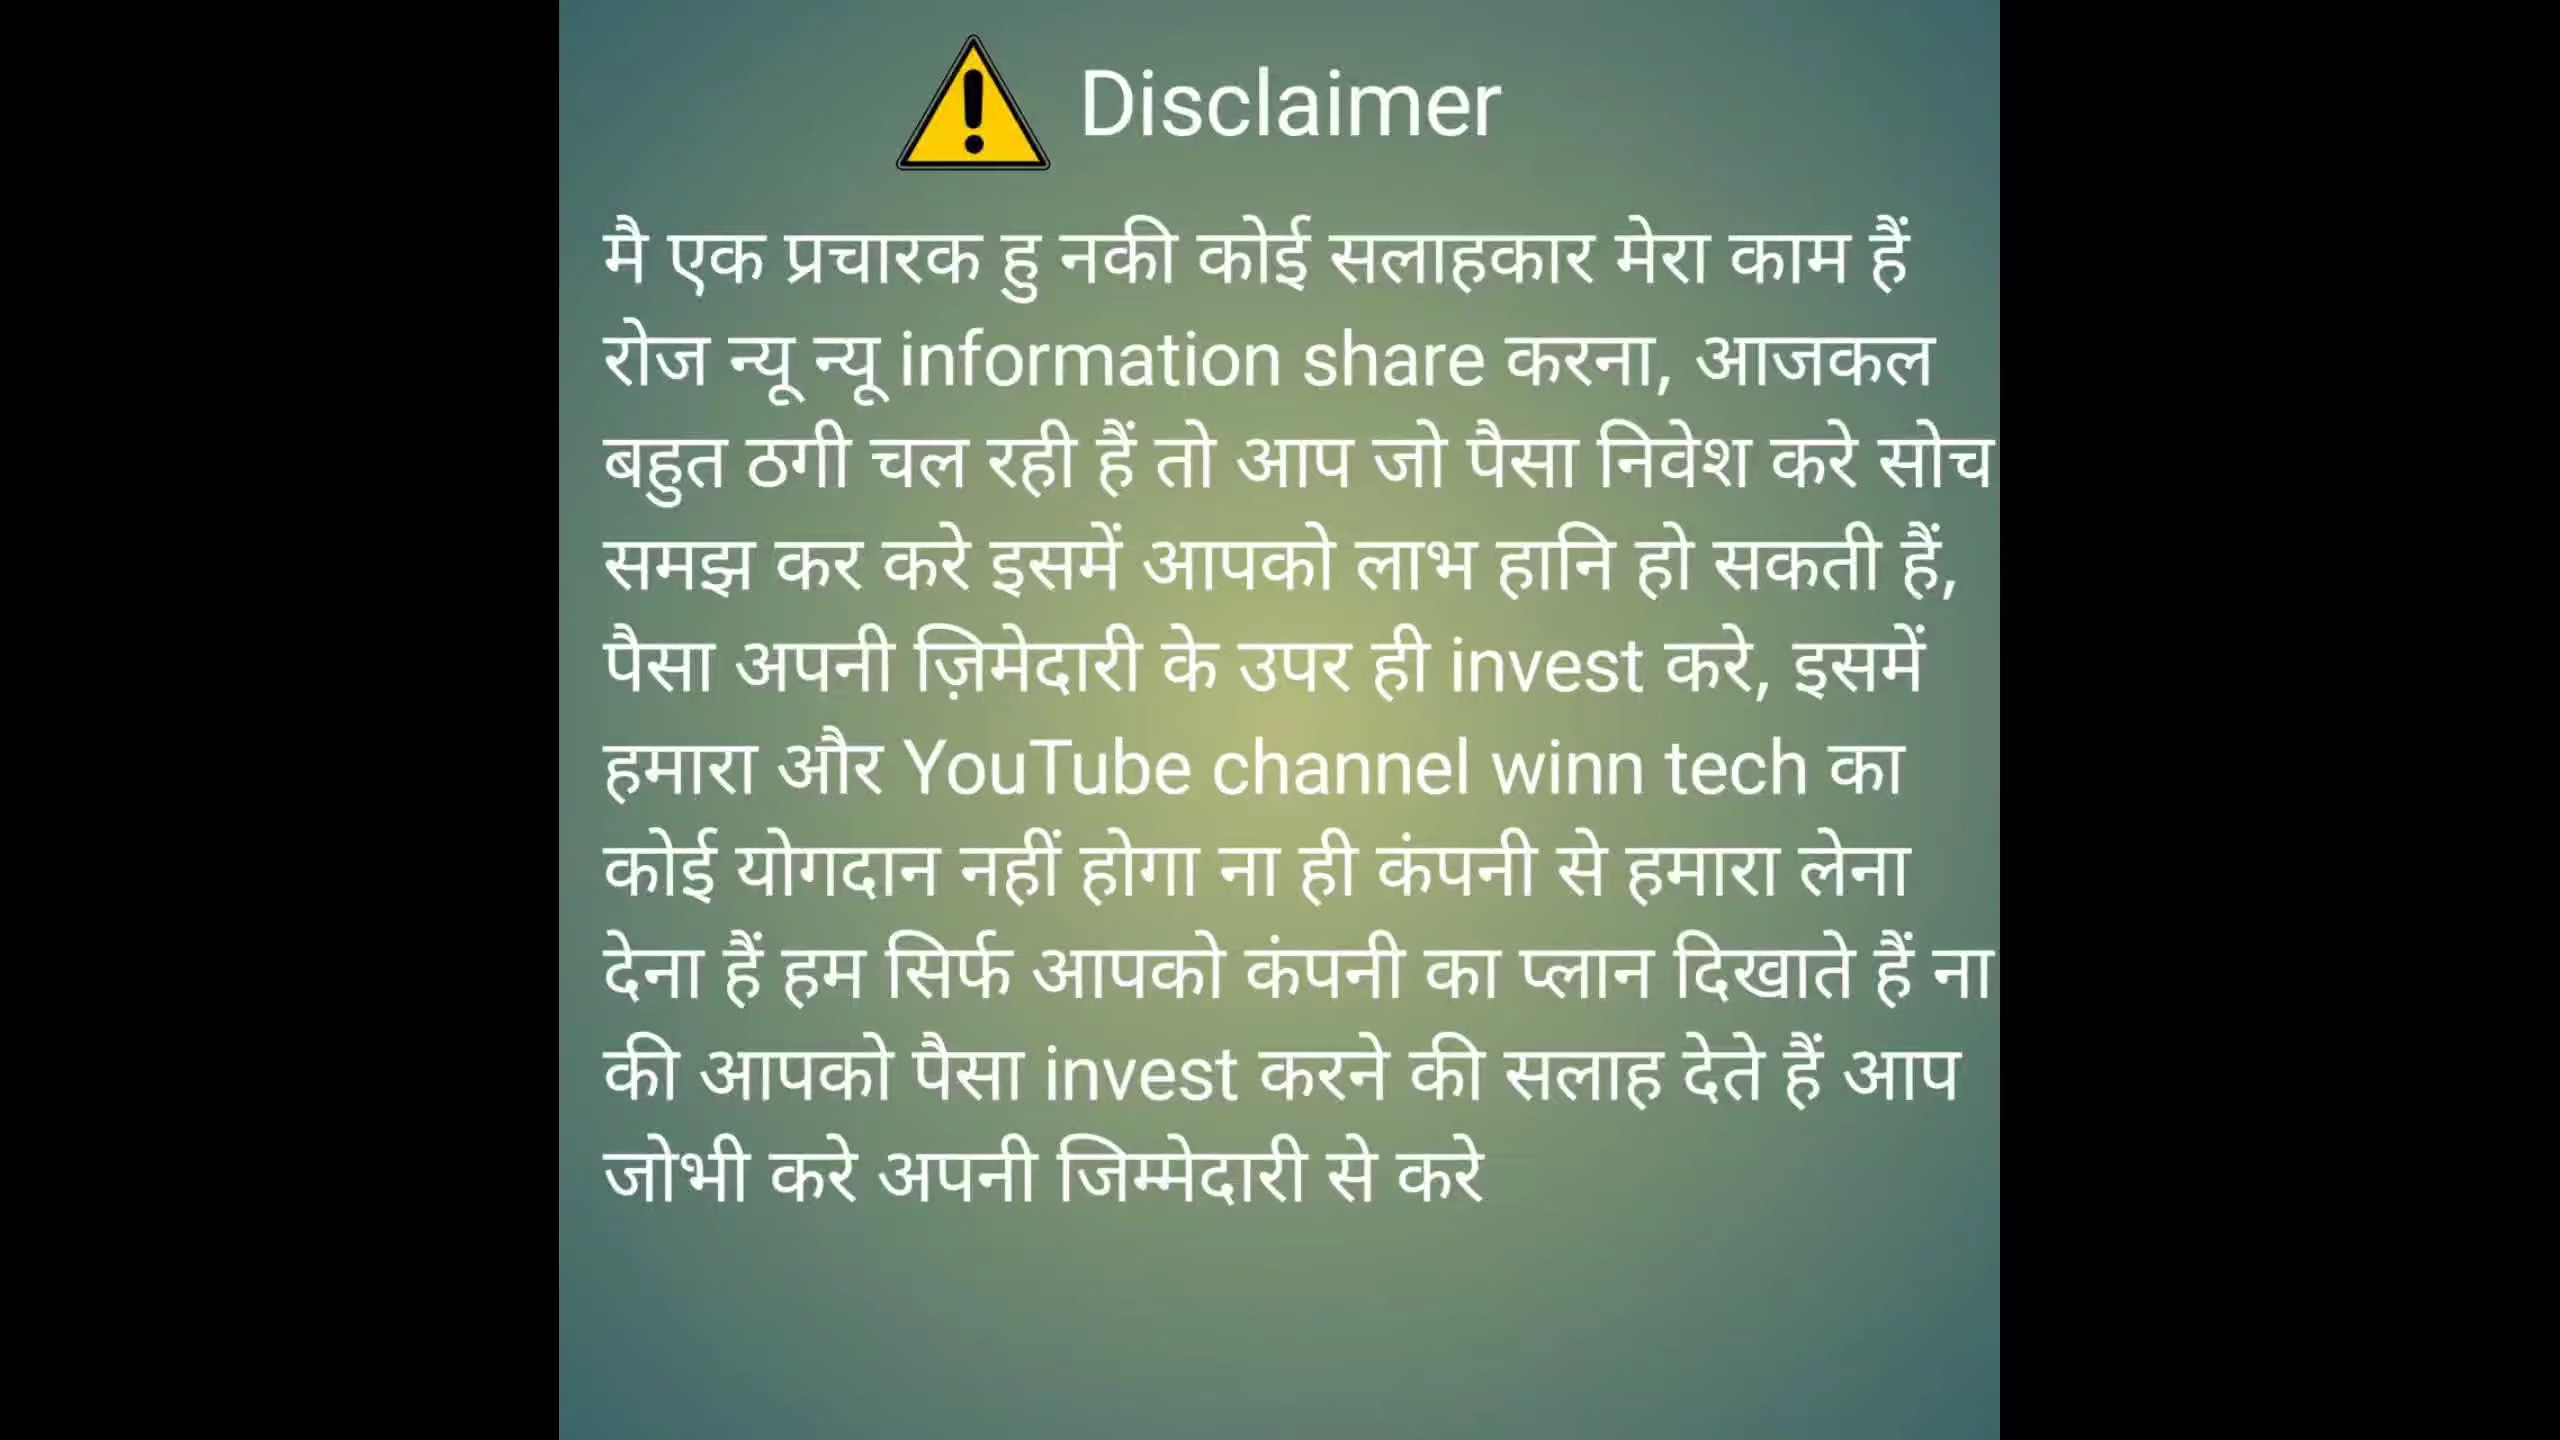 Disclaimer
मै एक प्रचारक हु नकी कोई सलाहकार मेरा काम हैं
रोज न्यू न्यू information share करना, आजकल
बहुत ठगी चल रही हैं तो आप जो पैसा निवेश करे सोच
समझ कर करे इसमें आपको लाभ हानि हो सकती हैं,
पैसा अपनी ज़िमेदारी के उपर ही invest करे, इसमें
हमारा और YouTube channel winn tech का
कोई योगदान नहीं होगा ना ही कंपनी से हमारा लेना
देना हैं हम सिर्फ आपको कंपनी का प्लान दिखाते हैं ना
की आपको पैसा invest करने की सलाह देते हैं आप
जोभी करे अपनी जिम्मेदारी से करे